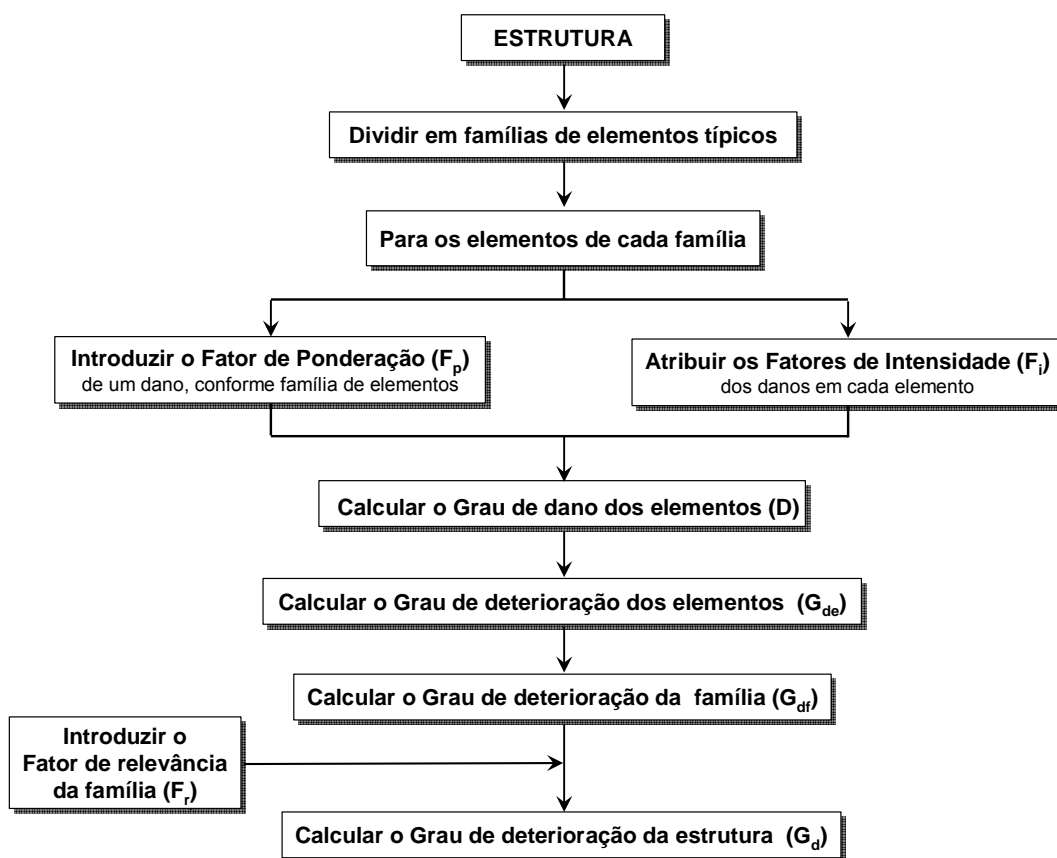 ESTRUTURA
Dividir em famílias de elementos típicos
Para os elementos de cada família
Introduzir o Fator de Ponderação (Fp)
de um dano, conforme família de elementos
Atribuir os Fatores de Intensidade (Fi)
dos danos em cada elemento
Calcular o Grau de dano dos elementos (D)
Calcular o Grau de deterioração dos elementos (Gde)
Calcular o Grau de deterioração da família (Gdf)
Introduzir o
Fator de relevância
da família (Fr)
Calcular o Grau de deterioração da estrutura (Gd)